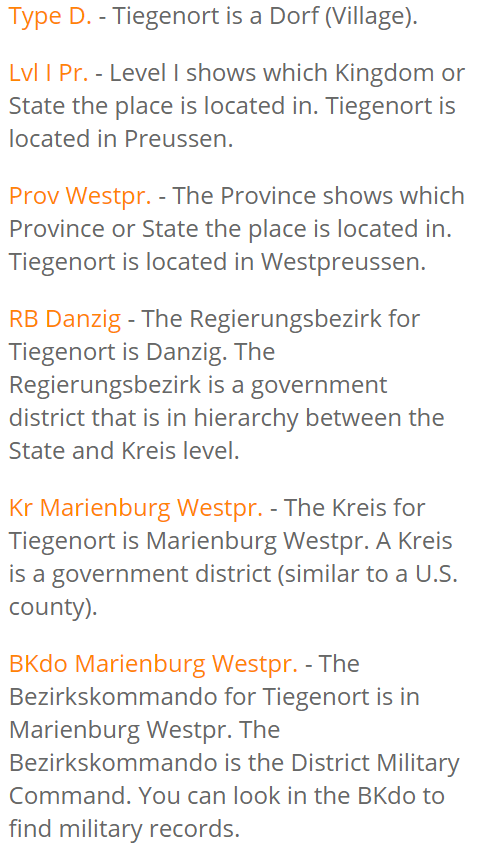 Type D. - Tiegenort is a Dorf (Village).
Lvl I Pr. - Level I shows which Kingdom or
State the place is located in. Tiegenort is
located in Preussen.
Prov Westpr. - The Province shows which
Province or State the place is located in.
Tiegenort is located in Westpreussen.
RB Danzig - The Regierungsbezirk for
Tiegenort is Danzig. The
Regierungsbezirk is a government
district that is in hierarchy between the
State and Kreis level.
Kr Marienburg Westpr. - The Kreis for
Tiegenort is Marienburg Westpr. A Kreis
is a government district (similar to a U.S.
county).
BKdo Marienburg Westpr. - The
Bezirkskommando for Tiegenort is in
Marienburg Westpr. The
Bezirkskommando is the District Military
Command. You can look in the BKdo to
find military records.